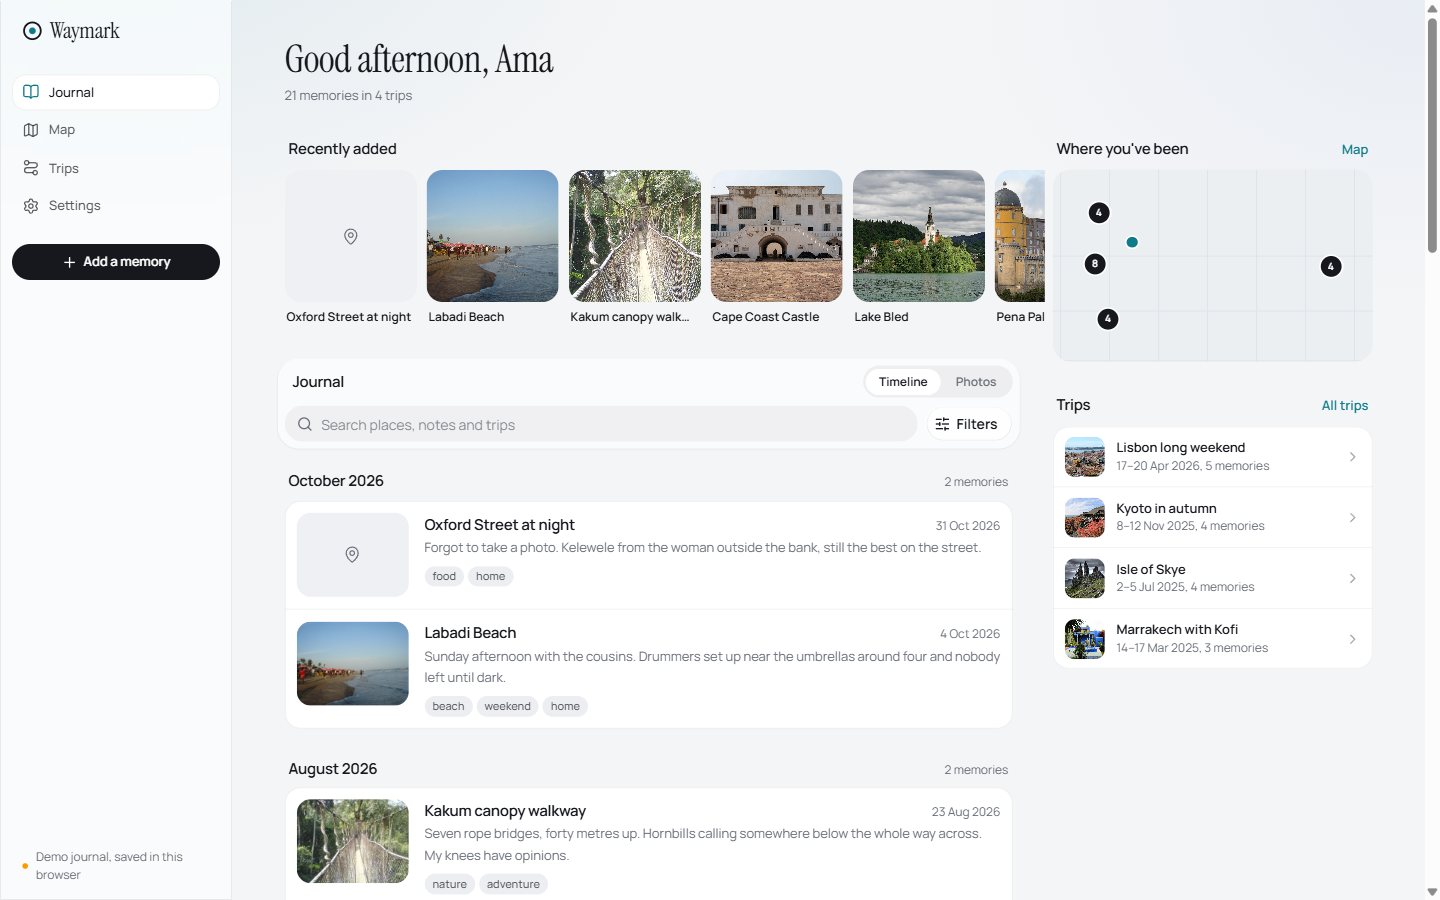 Waymark
Journal
Map
Trips
Settings
Add a memory
Demo journal, saved in this
browser
Good afternoon, Ama
21 memories in 4 trips
Recently added
Oxford Street at night
Labadi Beach
Kakum canopy walk...
Cape Coast Castle
Lake Bled
Pena Pal
Journal
Timeline
Photos
Search places, notes and trips
Filters
October 2026
2 memories
Oxford Street at night
31 Oct 2026
Forgot to take a photo. Kelewele from the woman outside the bank, still the best on the street.
food
home
Labadi Beach
4 Oct 2026
Sunday afternoon with the cousins. Drummers set up near the umbrellas around four and nobody
left until dark.
beach
weekend
home
August 2026
2 memories
Kakum canopy walkway
23 Aug 2026
Seven rope bridges, forty metres up. Hornbills calling somewhere below the whole way across.
My knees have opinions.
nature
adventure
Where you've been
Map
4
8
4
4
Trips
All trips
Lisbon long weekend
17–20 Apr 2026, 5 memories
Kyoto in autumn
8–12 Nov 2025, 4 memories
Isle of Skye
2–5 Jul 2025, 4 memories
Marrakech with Kofi
14–17 Mar 2025, 3 memories